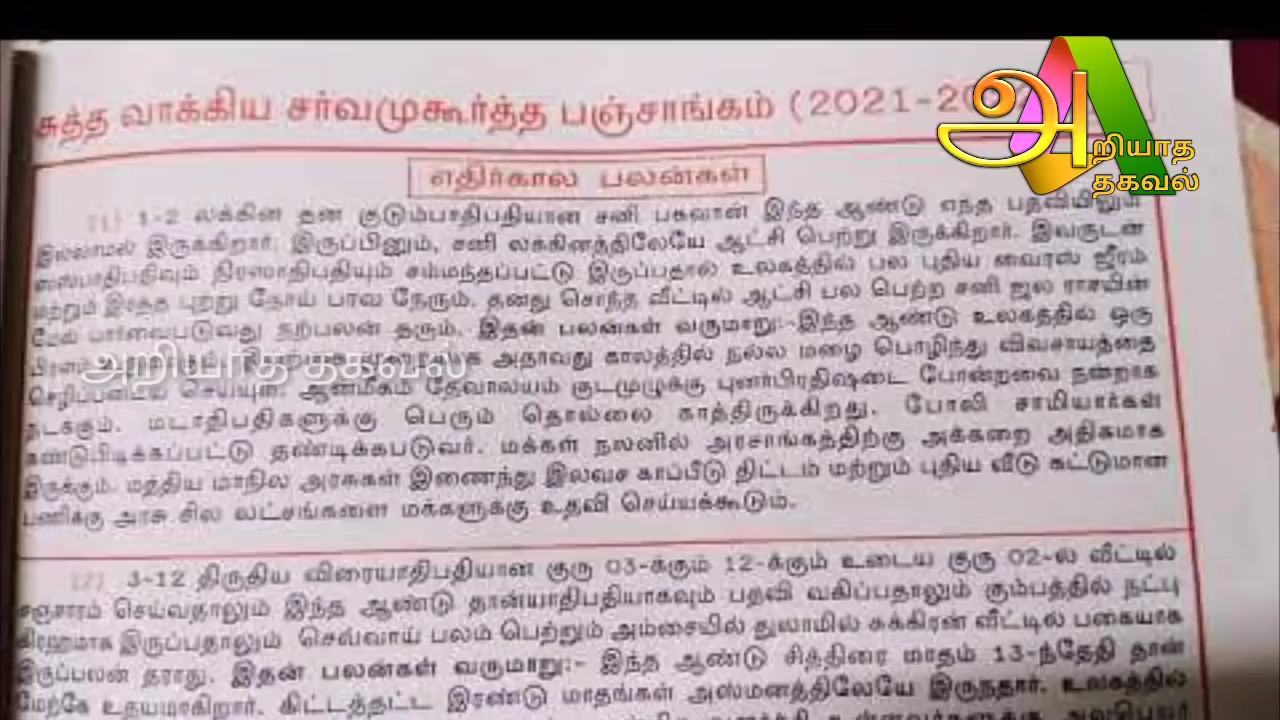 சுத்த வாக்கிய சர்வமுகூர்த்த பஞ்சாங்கம் (2021-20
அறியாத
தகவல்
எதிர்கால பலன்கள்
(1) 1-2 லக்கின தன குடும்பாதிபதியான சனி பகவான் இந்த ஆண்டு எந்த பதவியிலும்
இல்லாமல் இருக்கிறார். இருப்பினும், சனி லக்கினத்திலேயே ஆட்சி பெற்று இருக்கிறார். இவருடன்
நிரஸாதிபதியும் சம்மந்தப்பட்டு இருப்பதால் உலகத்தில் பல புதிய வைரஸ் ஜீரம்
மற்றும் இரத்த புற்று நோய் பரவ நேரும். தனது சொந்த வீட்டில் ஆட்சி பல பெற்ற சனி ஜல ராசியின்
மேல் பார்வைபடுவது நற்பலன் தரும். இதன் பலன்கள் வருமாறு:-இந்த ஆண்டு உலகத்தில் ஒரு
அதாவது காலத்தில் நல்ல மழை பொழிந்து விவசாயத்தை
அறியாத தகவல்
செய்யும். ஆன்மீகம் தேவாலயம் குடமுழுக்கு புனர்பிரதிஷ்டை போன்றவை நன்றாக
நடக்கும். மடாதிபதிகளுக்கு பெரும் தொல்லை காத்திருக்கிறது. போலி சாமியார்கள்
கண்டுபிடிக்கப்பட்டு தண்டிக்கபடுவர். மக்கள் நலனில் அரசாங்கத்திற்கு அக்கறை அதிகமாக
இருக்கும். மத்திய மாநில அரசுகள் இணைந்து இலவச காப்பீடு திட்டம் மற்றும் புதிய வீடு கட்டுமான
பணிக்கு அரசு சில லட்சங்களை மக்களுக்கு உதவி செய்யக்கூடும்.
(2) 3-12 திருதிய விரையாதிபதியான குரு 03-க்கும் 12-க்கும் உடைய குரு 02-ல் வீட்டில்
சஞ்சாரம் செய்வதாலும் இந்த ஆண்டு தான்யாதிபதியாகவும் பதவி வகிப்பதாலும் கும்பத்தில் நட்பு
கிரஹமாக இருப்பதாலும் செவ்வாய் பலம் பெற்றும் அம்சையில் துலாமில் சுக்கிரன் வீட்டில் பகையாக
இருப்பலன் தராது. இதன் பலன்கள் வருமாறு:- இந்த ஆண்டு சித்திரை மாதம் 13-ந்தேதி தான்
மேற்கே உதயமாகிறார். கிட்டத்தட்ட இரண்டு மாதங்கள் அஸ்மனத்திலேயே இருந்தார். உலகத்தில்